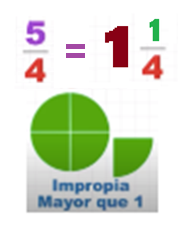 5/4 = 1 1/4
Impropia
Mayor que 1